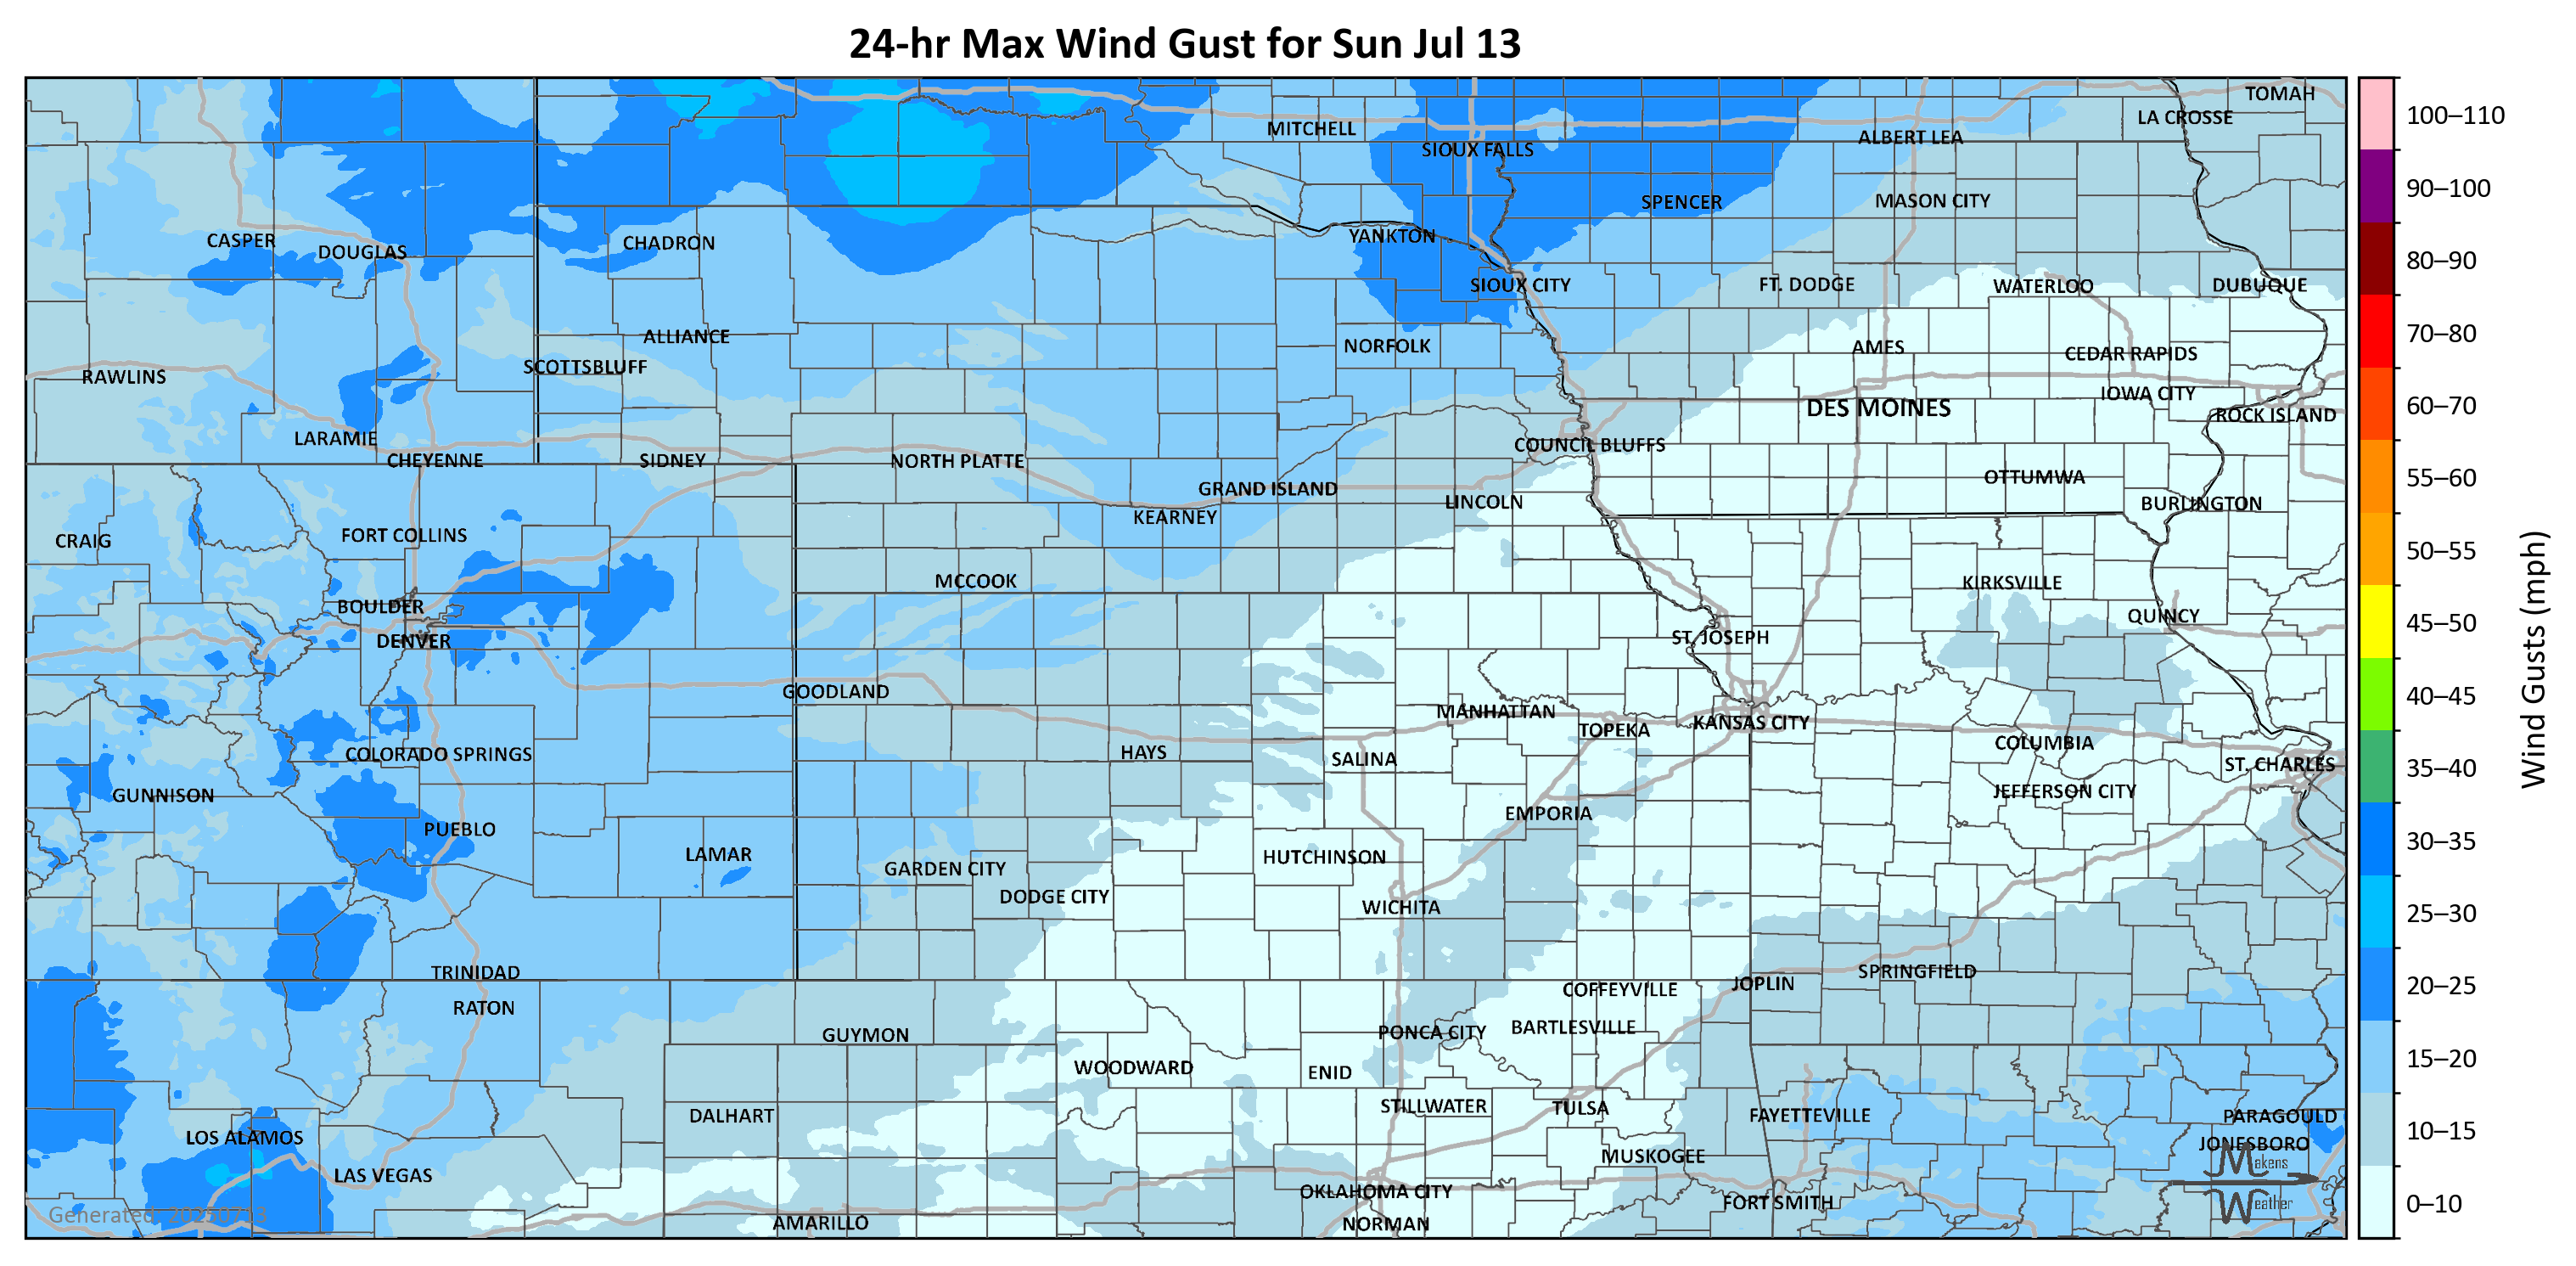 24-hr Max Wind Gust for Sun Jul 13
TOMAH
LA CROSSE
MITCHELL
ALBERT LEA
SIOUX FALLS
SPENCER
MASON CITY
CASPER
DOUGLAS
CHADRON
YANKTON
SIOUX CITY
FT. DODGE
WATERLOO
DUBUQUE
ALLIANCE
NORFOLK
AMES
CEDAR RAPIDS
SCOTTSBLUFF
RAWLINS
IOWA CITY
DES MOINES
ROCK ISLAND
LARAMIE
COUNCIL BLUFFS
CHEYENNE
SIDNEY
NORTH PLATTE
OTTUMWA
GRAND ISLAND
LINCOLN
BURLINGTON
KEARNEY
FORT COLLINS
CRAIG
MCCOOK
KIRKSVILLE
BOULDER
QUINCY
DENVER
ST. JOSEPH
GOODLAND
MANHATTAN
TOPEKA
KANSAS CITY
COLUMBIA
COLORADO SPRINGS
HAYS
SALINA
ST. CHARLES
GUNNISON
JEFFERSON CITY
EMPORIA
PUEBLO
LAMAR
HUTCHINSON
GARDEN CITY
DODGE CITY
WICHITA
TRINIDAD
SPRINGFIELD
JOPLIN
COFFEYVILLE
RATON
GUYMON
PONCA CITY
BARTLESVILLE
WOODWARD
ENID
DALHART
STILLWATER
TULSA
FAYETTEVILLE
PARAGOULD
LOS ALAMOS
JONESBORO
MUSKOGEE
LAS VEGAS
OKLAHOMA CITY
FORT SMITH
AMARILLO
NORMAN
Generated: 20250713
Makens
Weather
100–110
90–100
80–90
70–80
60–70
55–60
50–55
45–50
40–45
35–40
30–35
25–30
20–25
15–20
10–15
0–10
Wind Gusts (mph)